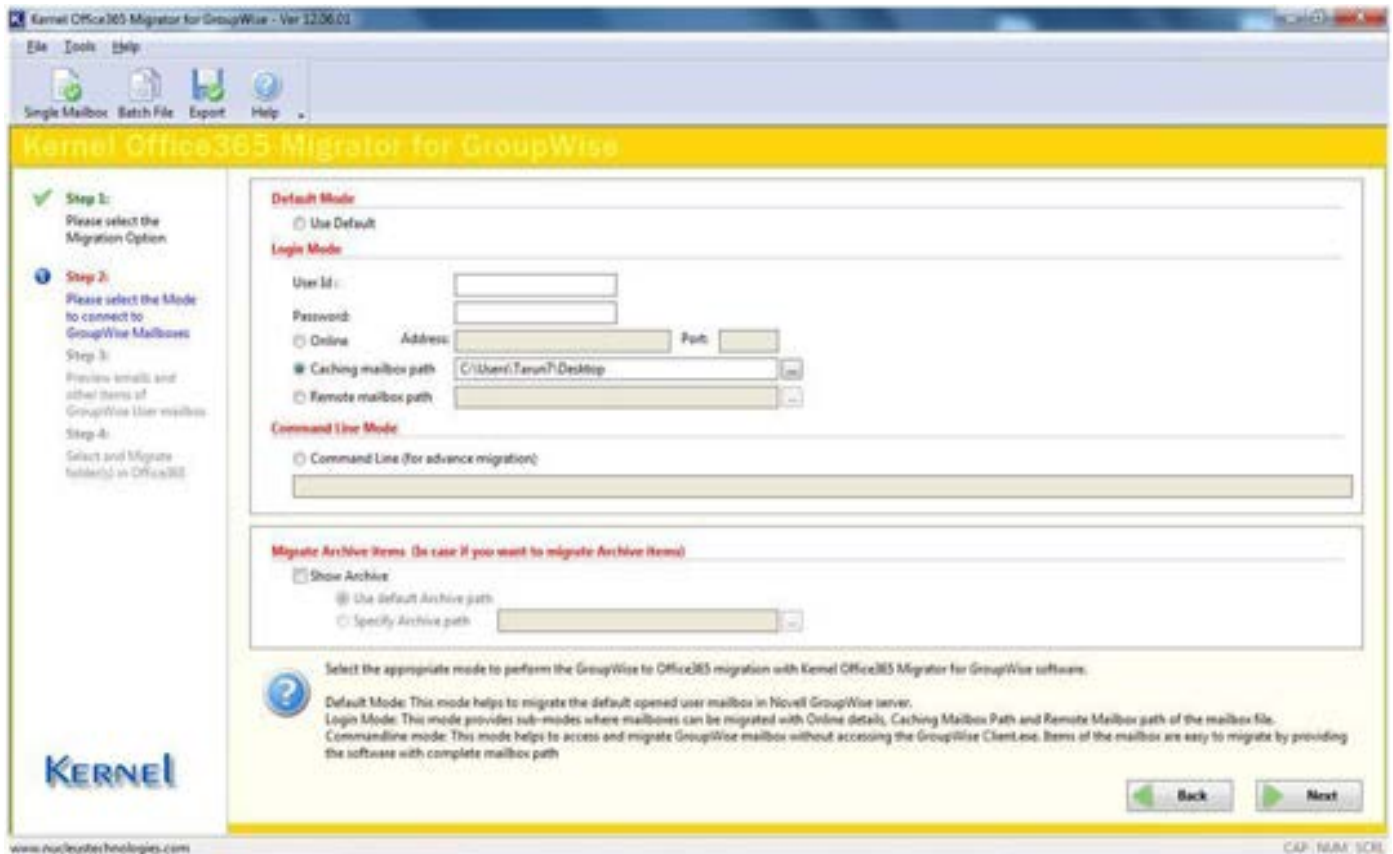 Kernel Office365 Migrator for GroupWise - Ver 12.06.01
File Tools Help
Single Mailbox Batch File Export Help
Kernel Office365 Migrator for GroupWise
Step 1:
Please select the
Migration Option
Step 2:
Please select the Mode
to connect to
GroupWise Mailboxes
Step 3:
Preview emails and
other items of
GroupWise User mailbox
Step 4:
Select and Migrate
folder(s) in Office365
KERNEL
Default Mode
Use Default
Login Mode
User Id :
Password:
Online Address: Port:
Caching mailbox path C:\Users\Tarun7\Desktop ...
Remote mailbox path ...
Command Line Mode
Command Line (for advance migration)
Migrate Archive items (In case if you want to migrate Archive items)
Show Archive
Use default Archive path
Specify Archive path ...
Select the appropriate mode to perform the GroupWise to Office365 migration with Kernel Office365 Migrator for GroupWise software.
Default Mode: This mode helps to migrate the default opened user mailbox in Novell GroupWise server.
Login Mode: This mode provides sub-modes where mailboxes can be migrated with Online details, Caching Mailbox Path and Remote Mailbox path of the mailbox file.
Commandline mode: This mode helps to access and migrate GroupWise mailbox without accessing the GroupWise Client.exe. Items of the mailbox are easy to migrate by providing
the software with complete mailbox path
Back Next
www.nucleustechnologies.com CAP NUM SCRL